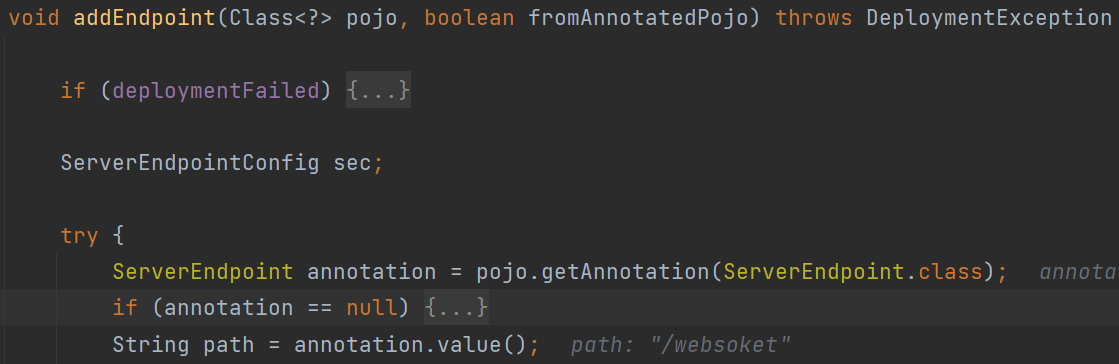 void addEndpoint(Class<?> pojo, boolean fromAnnotatedPojo) throws DeploymentException
if (deploymentFailed) {...}
ServerEndpointConfig sec;
try {
ServerEndpoint annotation = pojo.getAnnotation(ServerEndpoint.class); annota
if (annotation == null) {...}
String path = annotation.value(); path: "/websoket"